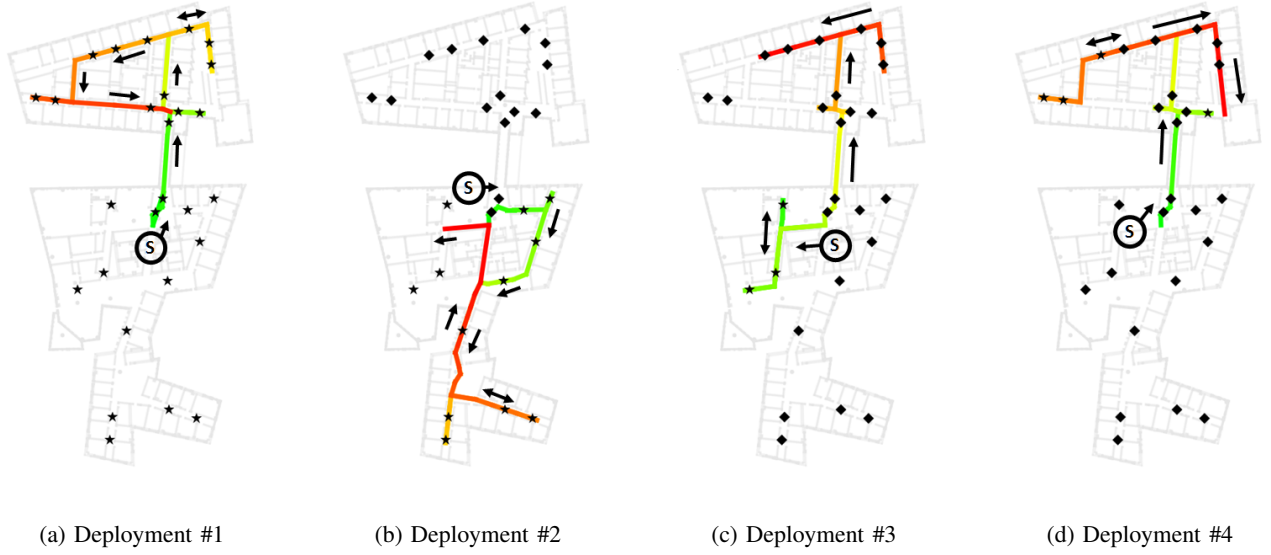 S
S
S
S
(a) Deployment #1
(b) Deployment #2
(c) Deployment #3
(d) Deployment #4